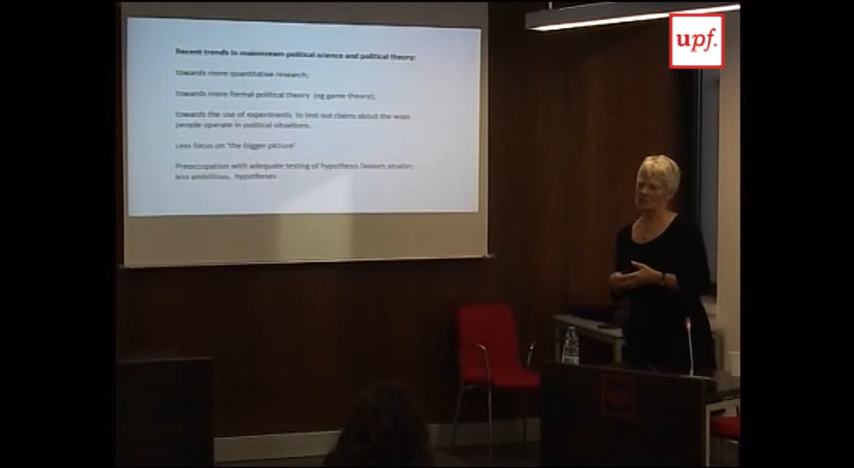 upf.
Recent trends in mainstream political science and political theory:
towards more quantitative research;
towards more formal political theory (eg game theory);
towards the use of experiments to test out claims about the ways
people operate in political situations.
Less focus on 'the bigger picture'
Preoccupation with adequate testing of hypothesis favours smaller,
less ambitious, hypotheses